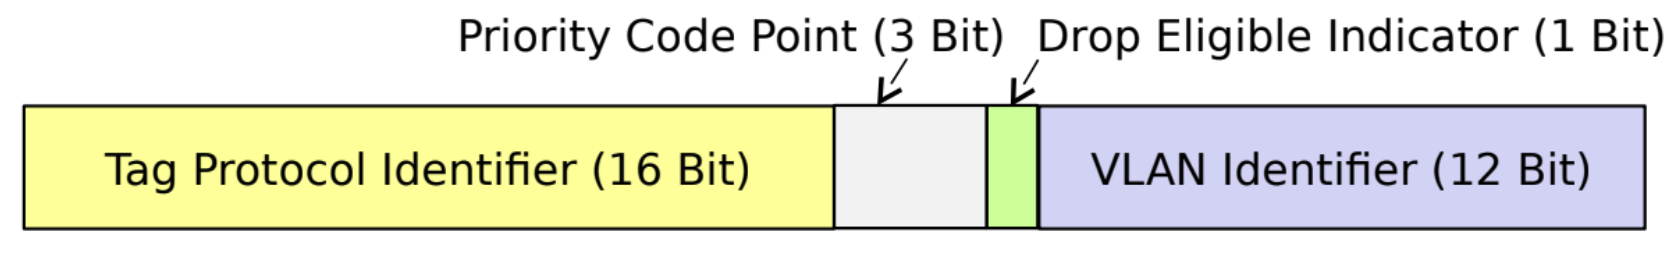 Priority Code Point (3 Bit) Drop Eligible Indicator (1 Bit)
Tag Protocol Identifier (16 Bit) VLAN Identifier (12 Bit)